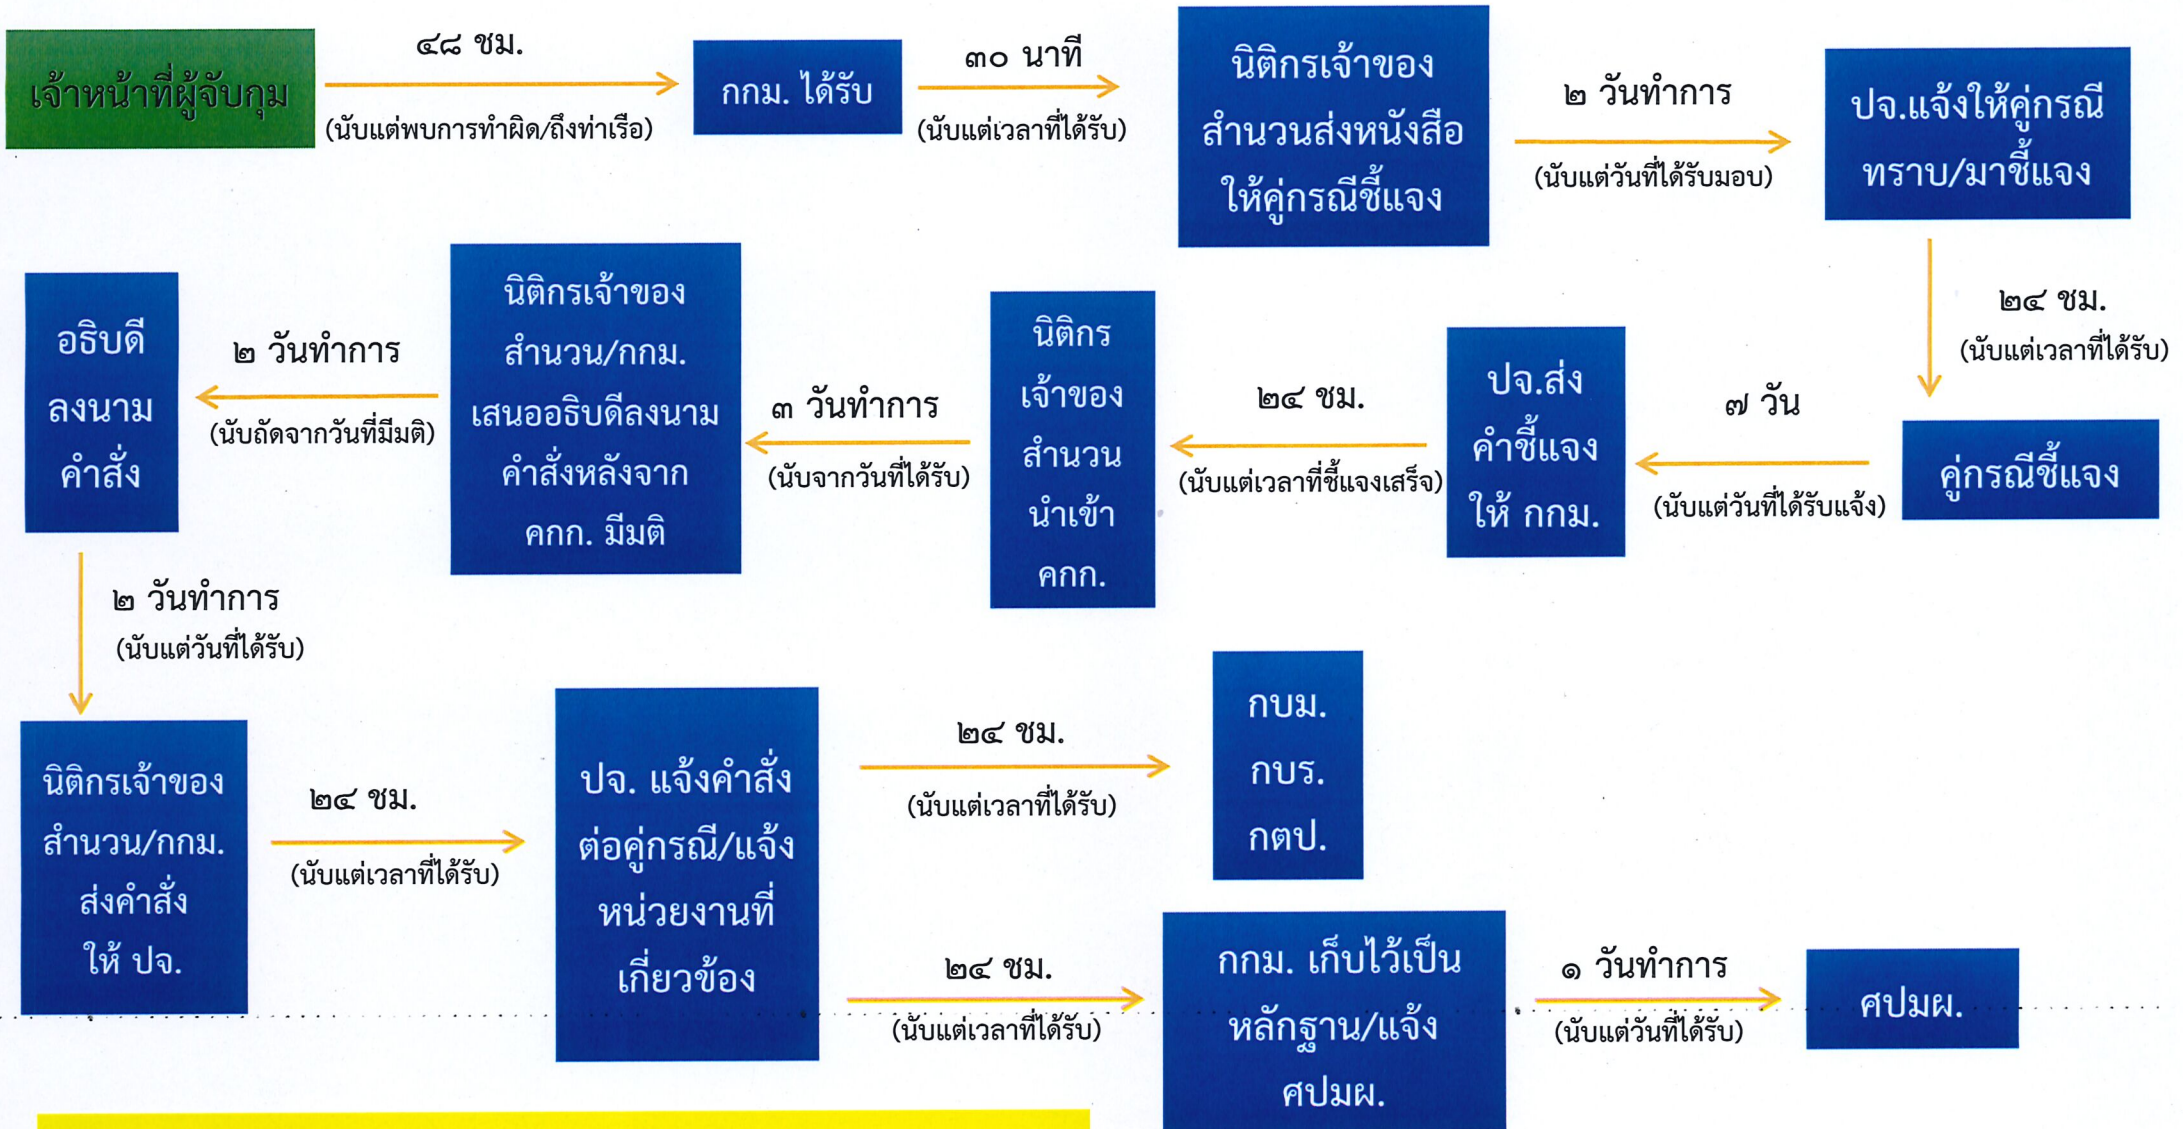 เจ้าหน้าที่ผู้จับกุม
๔๘ ชม.
(นับแต่พบการทำผิด/ถึงท่าเรือ)
กกม. ได้รับ
๓๐ นาที
(นับแต่เวลาที่ได้รับ)
นิติกรเจ้าของ
สำนวนส่งหนังสือ
ให้คู่กรณีชี้แจง
๒ วันทำการ
(นับแต่วันที่ได้รับมอบ)
ปจ.แจ้งให้คู่กรณี
ทราบ/มาชี้แจง
๒๔ ชม.
(นับแต่เวลาที่ได้รับ)
คู่กรณีชี้แจง
๗ วัน
(นับแต่วันที่ได้รับแจ้ง)
ปจ.ส่ง
คำชี้แจง
ให้ กกม.
๒๔ ชม.
(นับแต่เวลาที่ชี้แจงเสร็จ)
นิติกร
เจ้าของ
สำนวน
นำเข้า
คกก.
๓ วันทำการ
(นับจากวันที่ได้รับ)
นิติกรเจ้าของ
สำนวน/กกม.
เสนออธิบดีลงนาม
คำสั่งหลังจาก
คกก. มีมติ
๒ วันทำการ
(นับถัดจากวันที่มีมติ)
อธิบดี
ลงนาม
คำสั่ง
๒ วันทำการ
(นับแต่วันที่ได้รับ)
นิติกรเจ้าของ
สำนวน/กกม.
ส่งคำสั่ง
ให้ ปจ.
๒๔ ชม.
(นับแต่เวลาที่ได้รับ)
ปจ. แจ้งคำสั่ง
ต่อคู่กรณี/แจ้ง
หน่วยงานที่
เกี่ยวข้อง
๒๔ ชม.
(นับแต่เวลาที่ได้รับ)
กบม.
กบร.
กตป.
๒๔ ชม.
(นับแต่เวลาที่ได้รับ)
กกม. เก็บไว้เป็น
หลักฐาน/แจ้ง
ศปมผ.
๑ วันทำการ
(นับแต่วันที่ได้รับ)
ศปมผ.